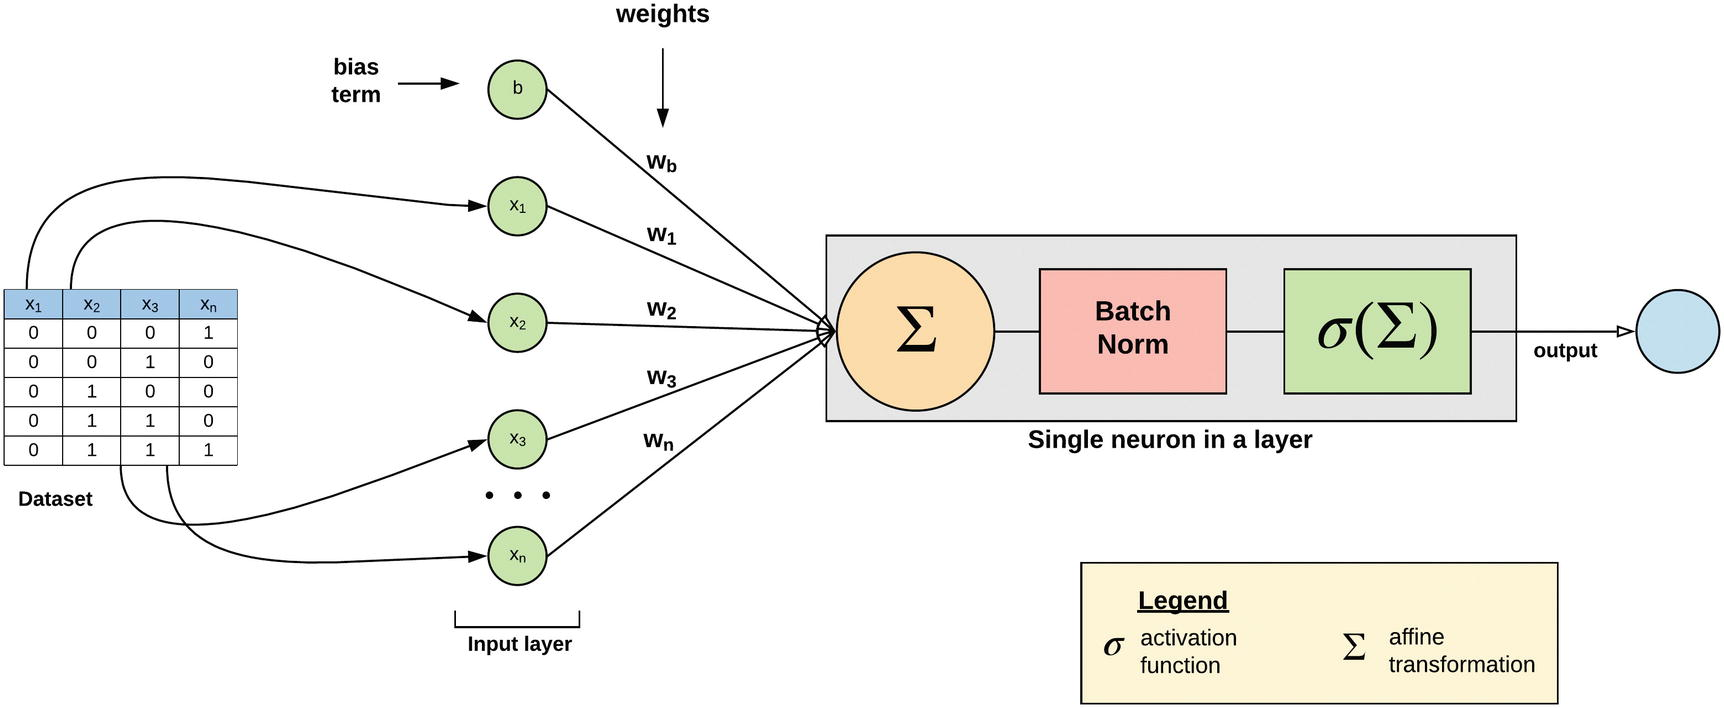 weights
bias
term
b
w_b
x₁
w₁
x₂
w₂
x₁ x₂ x₃ xₙ
0 0 0 1
0 0 1 0
0 1 0 0
0 1 1 0
0 1 1 1
Dataset
x₃
w₃
• • •
xₙ
wₙ
Input layer
Σ
Batch
Norm
σ(Σ)
output
Single neuron in a layer
Legend
σ activation
function
Σ affine
transformation